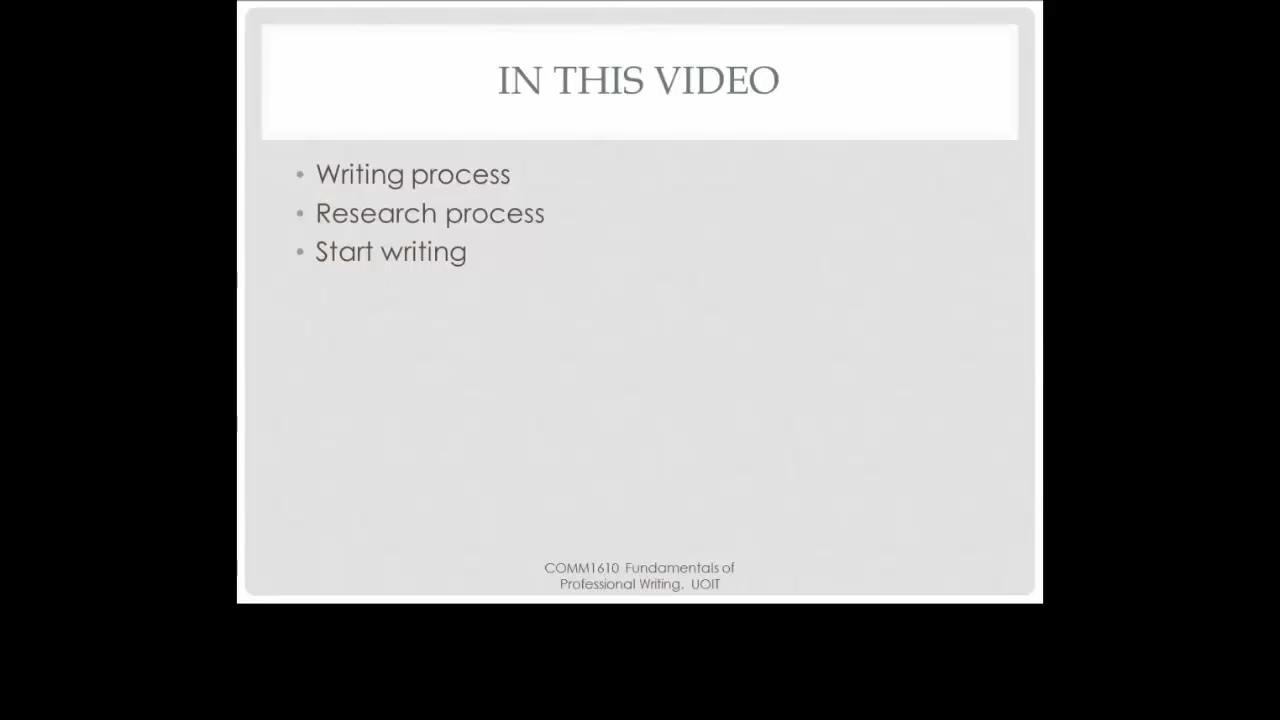 IN THIS VIDEO
• Writing process
• Research process
• Start writing
COMM1610 Fundamentals of
Professional Writing. UOIT